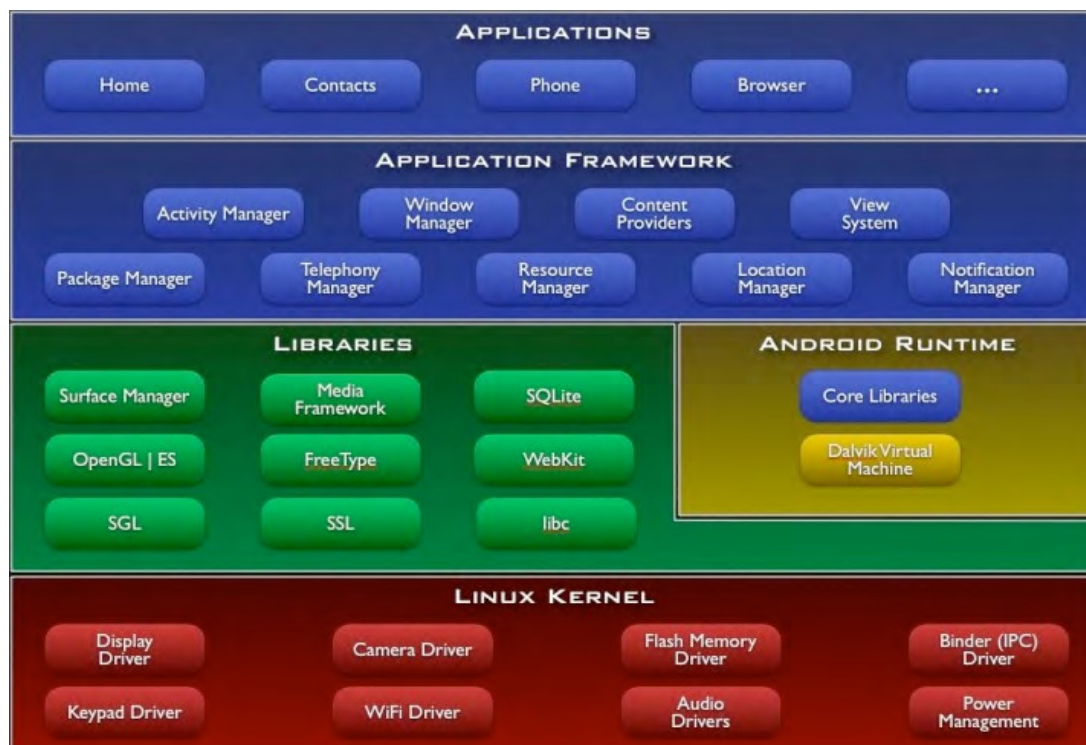 APPLICATIONS
Home
Contacts
Phone
Browser
...
APPLICATION FRAMEWORK
Activity Manager
Window
Manager
Content
Providers
View
System
Package Manager
Telephony
Manager
Resource
Manager
Location
Manager
Notification
Manager
LIBRARIES
Surface Manager
Media
Framework
SQLite
OpenGL | ES
FreeType
WebKit
SGL
SSL
libc
ANDROID RUNTIME
Core Libraries
Dalvik Virtual
Machine
LINUX KERNEL
Display
Driver
Camera Driver
Flash Memory
Driver
Binder (IPC)
Driver
Keypad Driver
WiFi Driver
Audio
Drivers
Power
Management